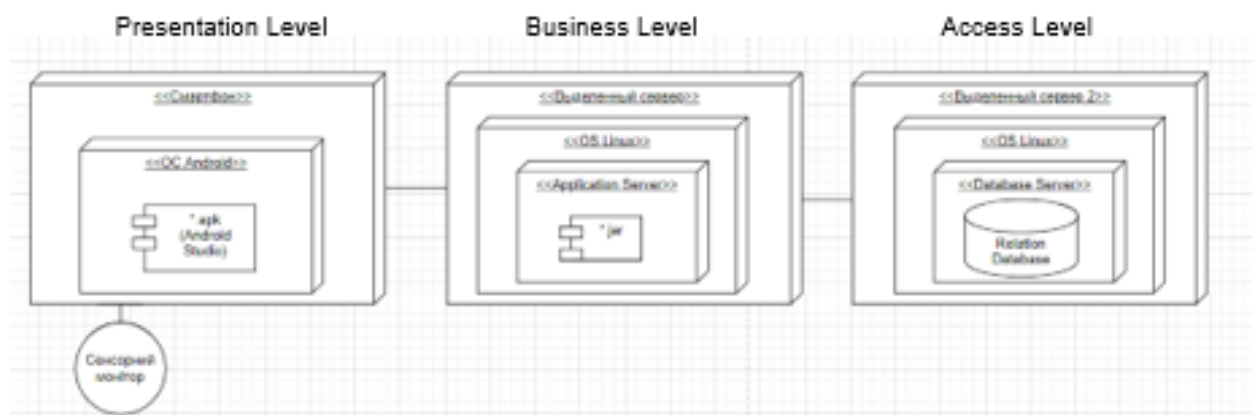 Presentation Level
Business Level
Access Level
<<Смартфон>>
<<ОС Android>>
* apk
(Android
Studio)
Сенсорний
монітор
<<Выделенный сервер>>
<<OS Linux>>
<<Application Server>>
* jar
<<Выделенный сервер 2>>
<<OS Linux>>
<<Database Server>>
Relation
Database